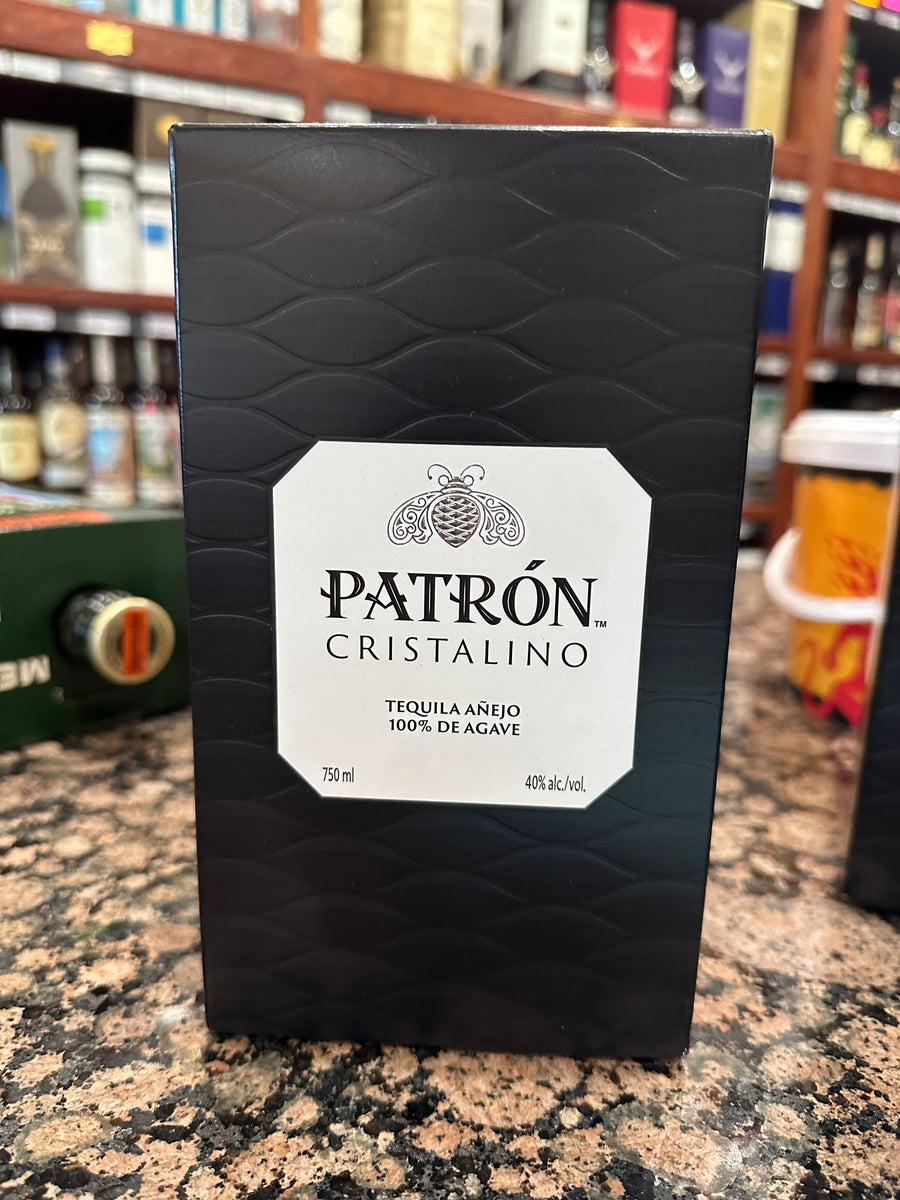 PATRÓN™
CRISTALINO
TEQUILA AÑEJO
100% DE AGAVE
750 ml
40% alc./vol.